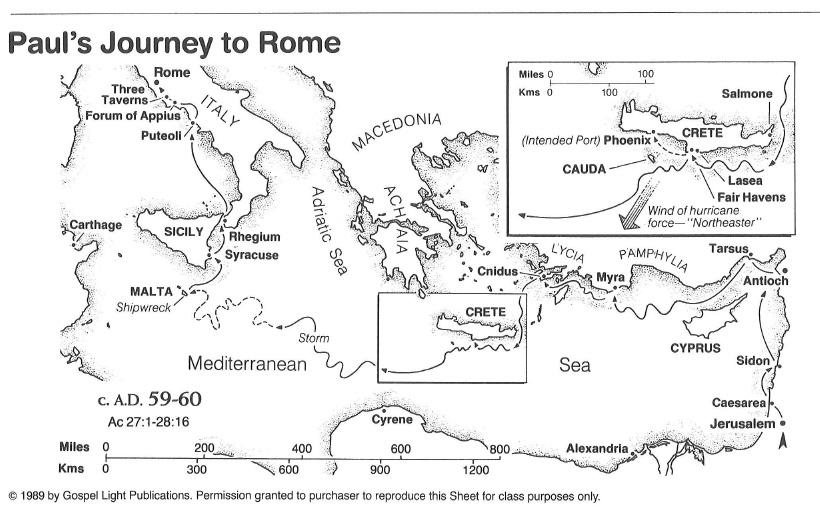 Paul's Journey to Rome
Rome
Three
Taverns
Forum of Appius
Puteoli
ITALY
MACEDONIA
ACHAIA
Adriatic Sea
Carthage
SICILY
Rhegium
Syracuse
MALTA
Shipwreck
Storm
Mediterranean
Sea
Miles 0 100
Kms 0 100
Salmone
CRETE
(Intended Port) Phoenix
CAUDA
Lasea
Fair Havens
Wind of hurricane
force—"Northeaster"
LYCIA
PAMPHYLIA
Tarsus
Cnidus
Myra
Antioch
CRETE
CYPRUS
Sidon
Caesarea
Jerusalem
c. A.D. 59-60
Ac 27:1-28:16
Cyrene
Alexandria
Miles 0 200 400 600 800
Kms 0 300 600 900 1200
© 1989 by Gospel Light Publications. Permission granted to purchaser to reproduce this Sheet for class purposes only.